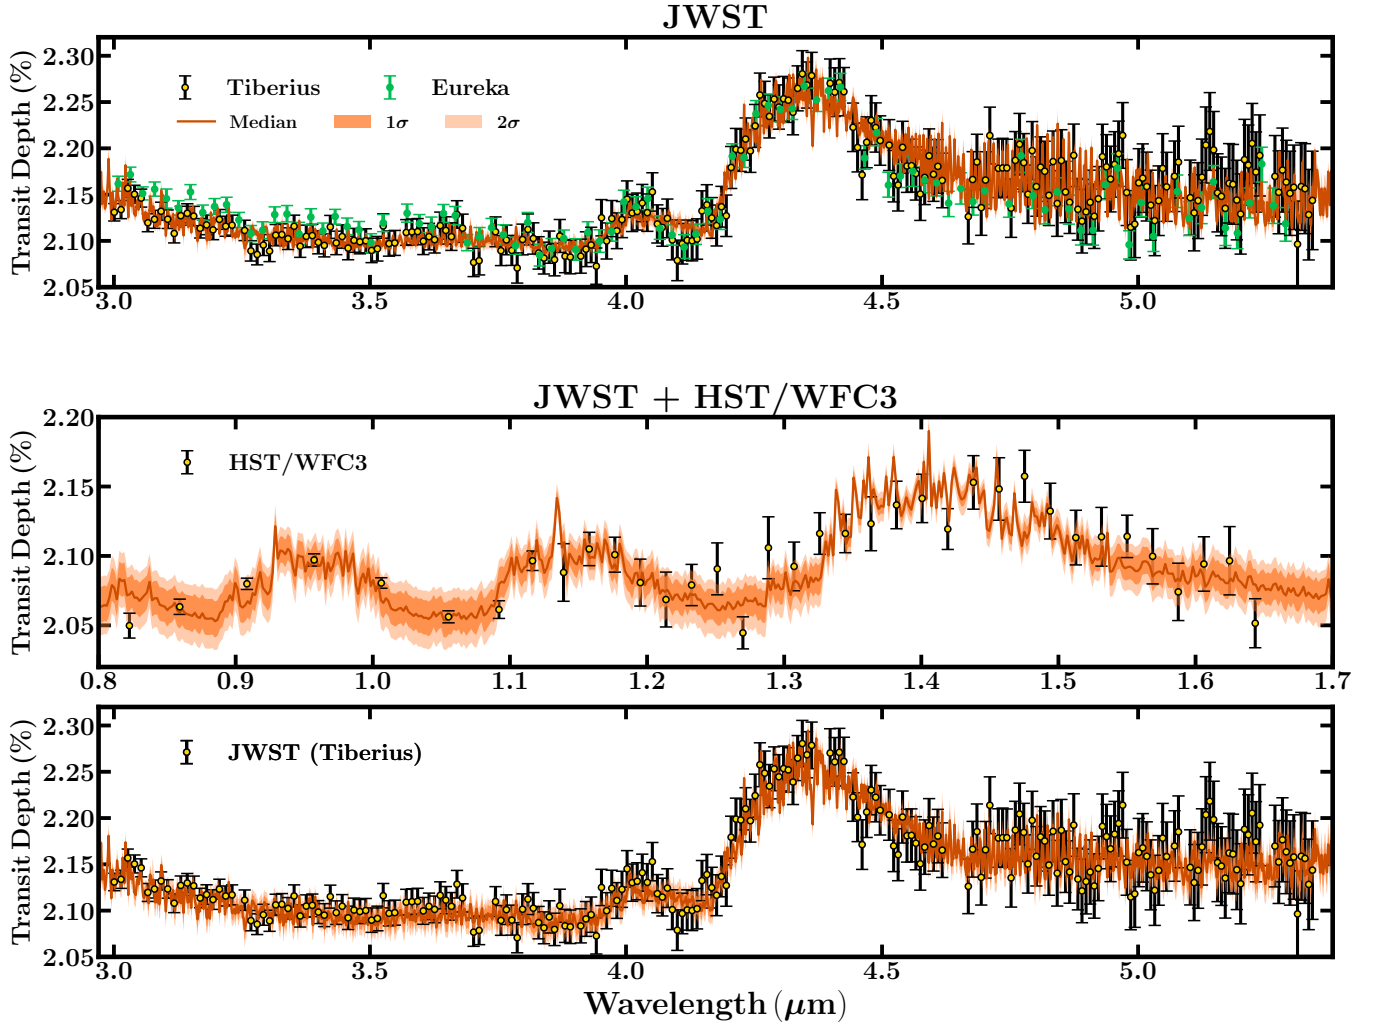 JWST
2.30
2.25
2.20
2.15
2.10
2.05
Transit Depth (%)
Tiberius
Eureka
Median
1σ
2σ
3.0 3.5 4.0 4.5 5.0
JWST + HST/WFC3
2.20
2.15
2.10
2.05
Transit Depth (%)
HST/WFC3
0.8 0.9 1.0 1.1 1.2 1.3 1.4 1.5 1.6 1.7
2.30
2.25
2.20
2.15
2.10
2.05
Transit Depth (%)
JWST (Tiberius)
3.0 3.5 4.0 4.5 5.0
Wavelength (μm)